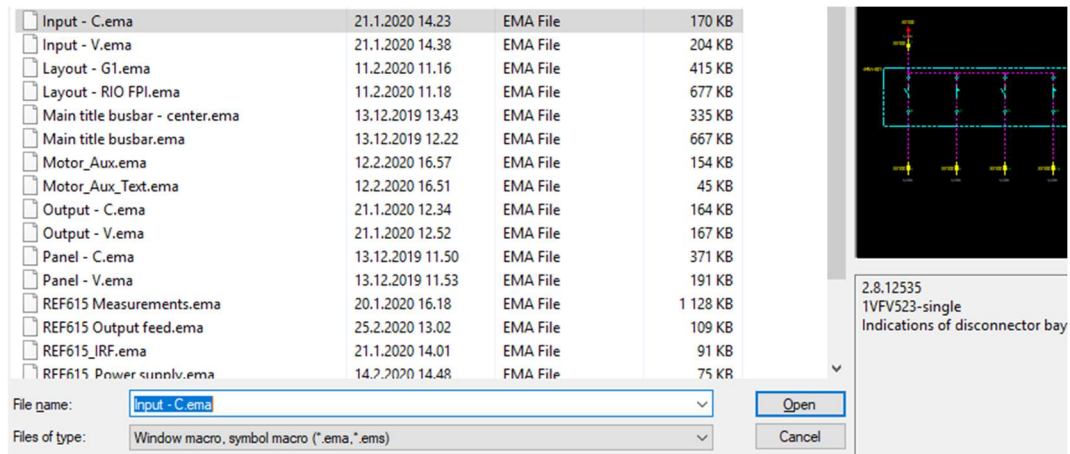 Input - C.ema 21.1.2020 14.23 EMA File 170 KB
Input - V.ema 21.1.2020 14.38 EMA File 204 KB
Layout - G1.ema 11.2.2020 11.16 EMA File 415 KB
Layout - RIO FPI.ema 11.2.2020 11.18 EMA File 677 KB
Main title busbar - center.ema 13.12.2019 13.43 EMA File 335 KB
Main title busbar.ema 13.12.2019 12.22 EMA File 667 KB
Motor_Aux.ema 12.2.2020 16.57 EMA File 154 KB
Motor_Aux_Text.ema 12.2.2020 16.51 EMA File 45 KB
Output - C.ema 21.1.2020 12.34 EMA File 164 KB
Output - V.ema 21.1.2020 12.52 EMA File 167 KB
Panel - C.ema 13.12.2019 11.50 EMA File 371 KB
Panel - V.ema 13.12.2019 11.53 EMA File 191 KB
REF615 Measurements.ema 20.1.2020 16.18 EMA File 1 128 KB
REF615 Output feed.ema 25.2.2020 13.02 EMA File 109 KB
REF615_IRF.ema 21.1.2020 14.01 EMA File 91 KB
REF615_Power supply.ema 14.2.2020 14.48 EMA File 75 KB
2.8.12535
1VFV523-single
Indications of disconnector bay
File name: Input - C.ema Open
Files of type: Window macro, symbol macro (*.ema,*.ems) Cancel